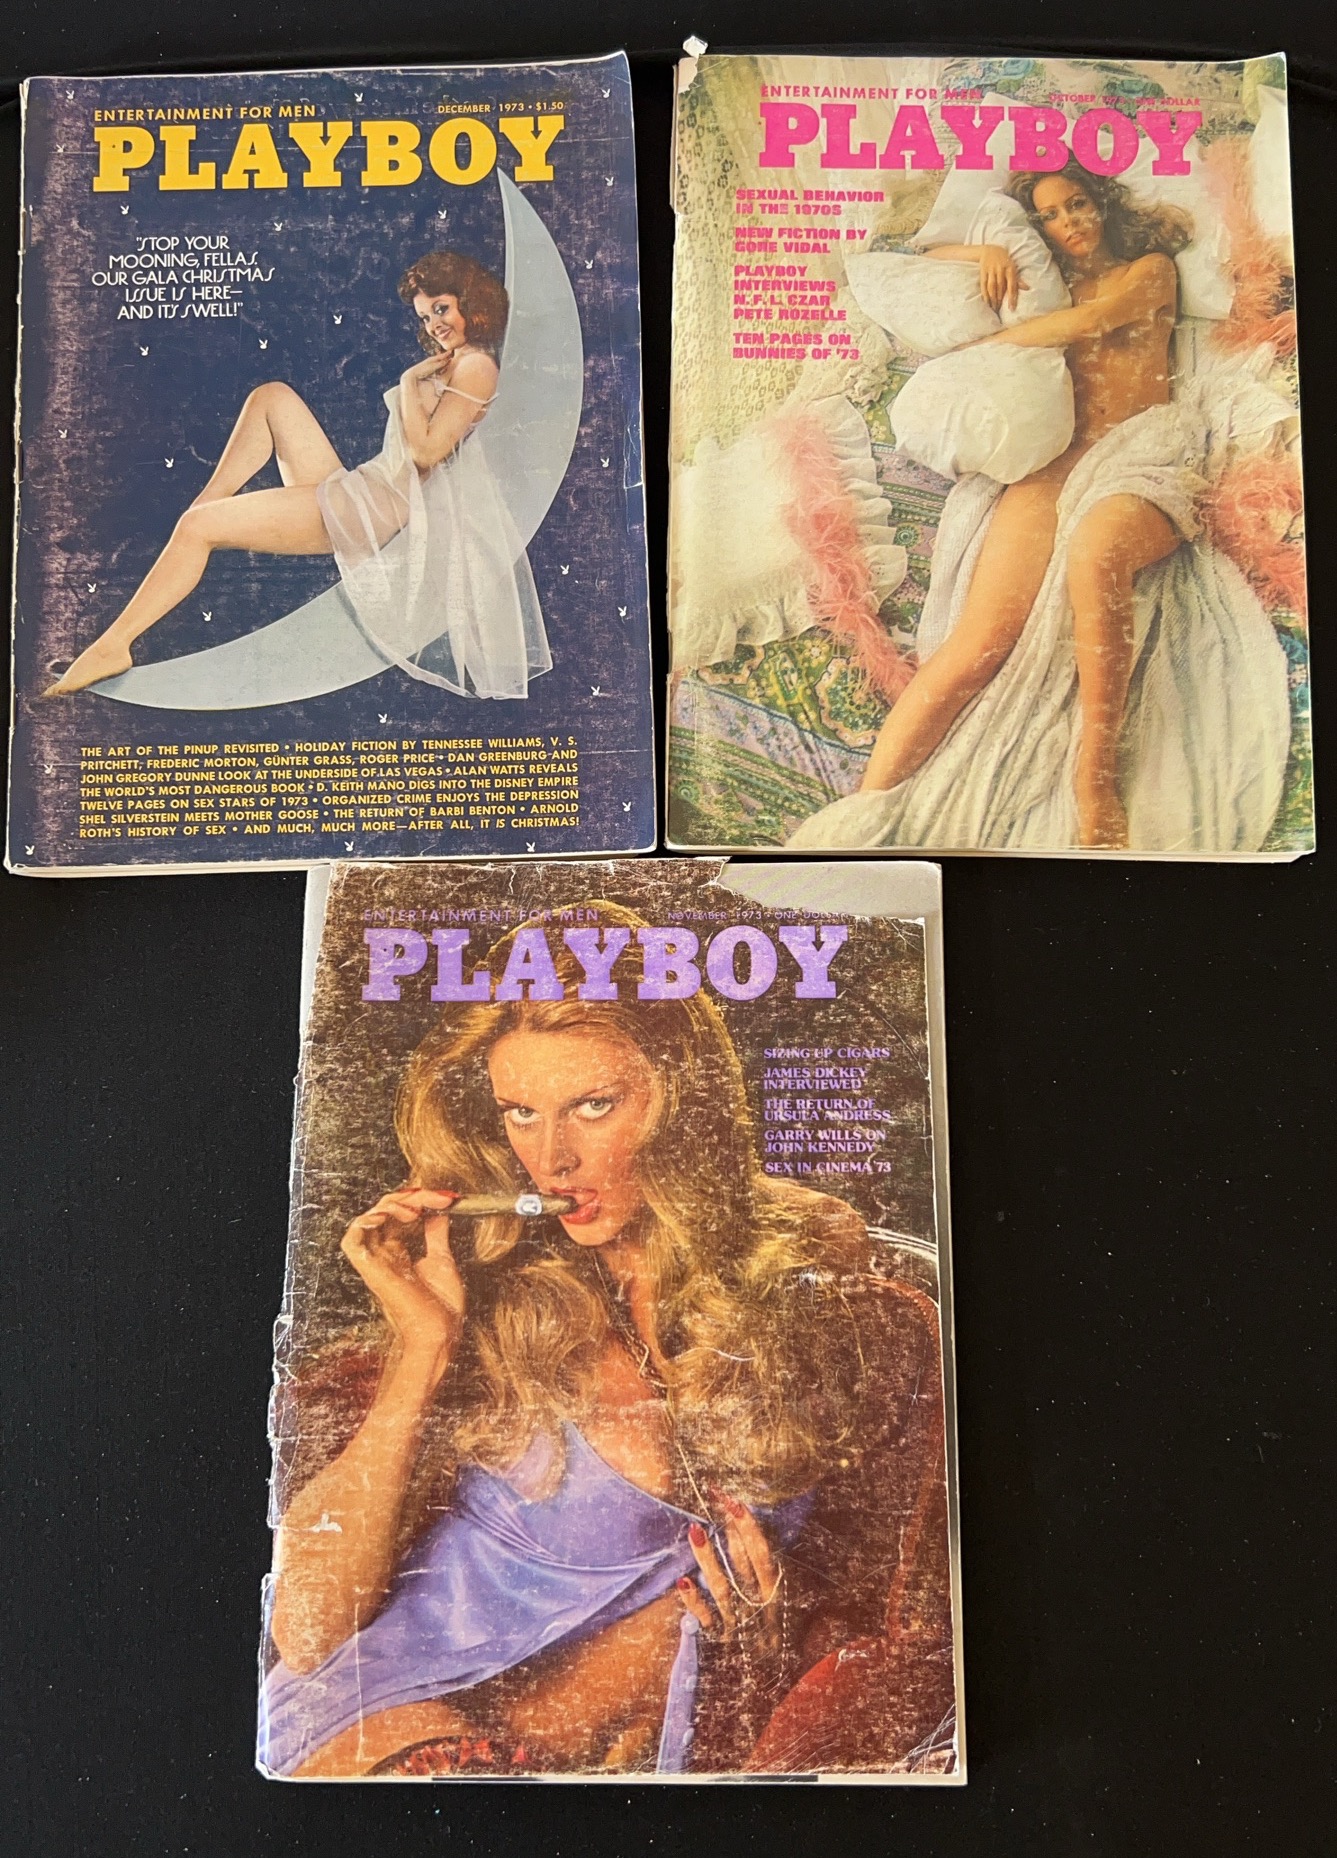 ENTERTAINMENT FOR MEN
DECEMBER 1973 • $1.50
PLAYBOY
"STOP YOUR
MOONING, FELLAS.
OUR GALA CHRISTMAS
ISSUE IS HERE—
AND IT'S SWELL!"
THE ART OF THE PINUP REVISITED • HOLIDAY FICTION BY TENNESSEE WILLIAMS, V. S.
PRITCHETT, FREDERIC MORTON, GÜNTER GRASS, ROGER PRICE • DAN GREENBURG AND
JOHN GREGORY DUNNE LOOK AT THE UNDERSIDE OF LAS VEGAS • ALAN WATTS REVEALS
THE WORLD'S MOST DANGEROUS BOOK • D. KEITH MANO DIGS INTO THE DISNEY EMPIRE
TWELVE PAGES ON SEX STARS OF 1973 • ORGANIZED CRIME ENJOYS THE DEPRESSION
SHEL SILVERSTEIN MEETS MOTHER GOOSE • THE RETURN OF BARBI BENTON • ARNOLD
ROTH'S HISTORY OF SEX • AND MUCH, MUCH MORE—AFTER ALL, IT IS CHRISTMAS!
ENTERTAINMENT FOR MEN
OCTOBER 1973 • ONE DOLLAR
PLAYBOY
SEXUAL BEHAVIOR
IN THE 1970S
NEW FICTION BY
GORE VIDAL
PLAYBOY
INTERVIEWS
N.F.L. CZAR
PETE ROZELLE
TEN PAGES ON
BUNNIES OF '73
ENTERTAINMENT FOR MEN
NOVEMBER 1973 • ONE DOLLAR
PLAYBOY
SIZING UP CIGARS
JAMES DICKEY
INTERVIEWED
THE RETURN OF
URSULA ANDRESS
GARRY WILLS ON
JOHN KENNEDY
SEX IN CINEMA '73